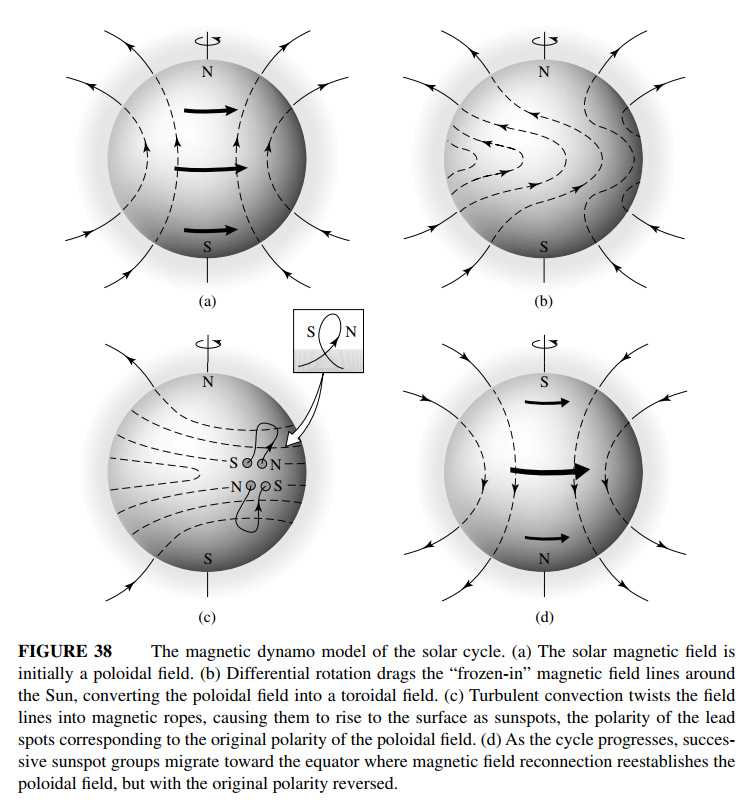 N
S
(a)
N
S
(b)
S N
N
S N
N S
S
(c)
S
N
(d)
FIGURE 38 The magnetic dynamo model of the solar cycle. (a) The solar magnetic field is
initially a poloidal field. (b) Differential rotation drags the “frozen-in” magnetic field lines around
the Sun, converting the poloidal field into a toroidal field. (c) Turbulent convection twists the field
lines into magnetic ropes, causing them to rise to the surface as sunspots, the polarity of the lead
spots corresponding to the original polarity of the poloidal field. (d) As the cycle progresses, succes-
sive sunspot groups migrate toward the equator where magnetic field reconnection reestablishes the
poloidal field, but with the original polarity reversed.